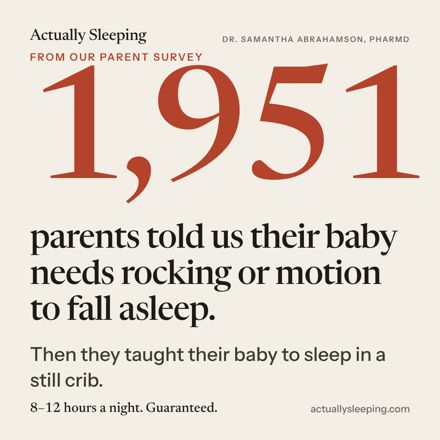 Actually Sleeping
DR. SAMANTHA ABRAHAMSON, PHARMD
FROM OUR PARENT SURVEY
1,951
parents told us their baby
needs rocking or motion
to fall asleep.
Then they taught their baby to sleep in a
still crib.
8–12 hours a night. Guaranteed.
actuallysleeping.com